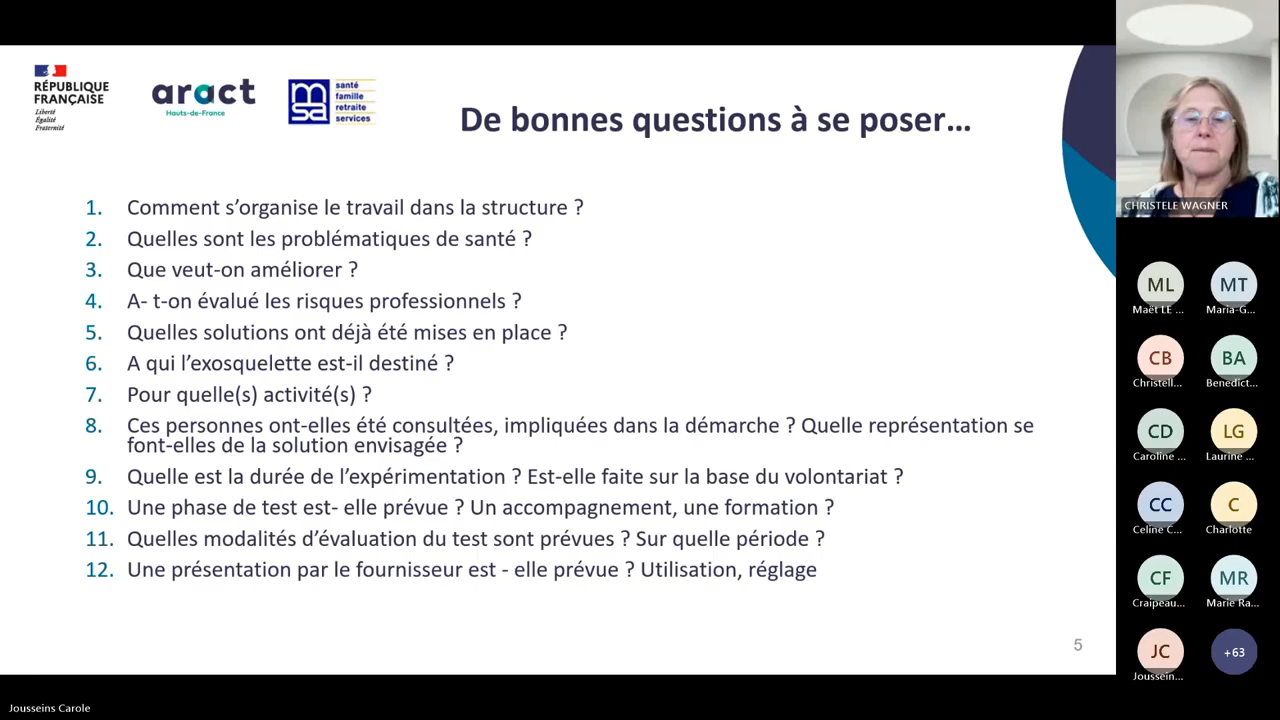 RÉPUBLIQUE
FRANÇAISE
Liberté
Égalité
Fraternité
aract
Hauts-de-France
msa
santé
famille
retraite
services
De bonnes questions à se poser...
1. Comment s'organise le travail dans la structure ?
2. Quelles sont les problématiques de santé ?
3. Que veut-on améliorer ?
4. A- t-on évalué les risques professionnels ?
5. Quelles solutions ont déjà été mises en place ?
6. A qui l'exosquelette est-il destiné ?
7. Pour quelle(s) activité(s) ?
8. Ces personnes ont-elles été consultées, impliquées dans la démarche ? Quelle représentation se
font-elles de la solution envisagée ?
9. Quelle est la durée de l'expérimentation ? Est-elle faite sur la base du volontariat ?
10. Une phase de test est- elle prévue ? Un accompagnement, une formation ?
11. Quelles modalités d'évaluation du test sont prévues ? Sur quelle période ?
12. Une présentation par le fournisseur est - elle prévue ? Utilisation, réglage
5
CHRISTELE WAGNER
ML
Maët LE ...
MT
Maria-G...
CB
Christell...
BA
Benedict...
CD
Caroline ...
LG
Laurine ...
CC
Celine C...
C
Charlotte
CF
Craipeau...
MR
Marie Ra...
JC
Joussein...
+63
Jousseins Carole